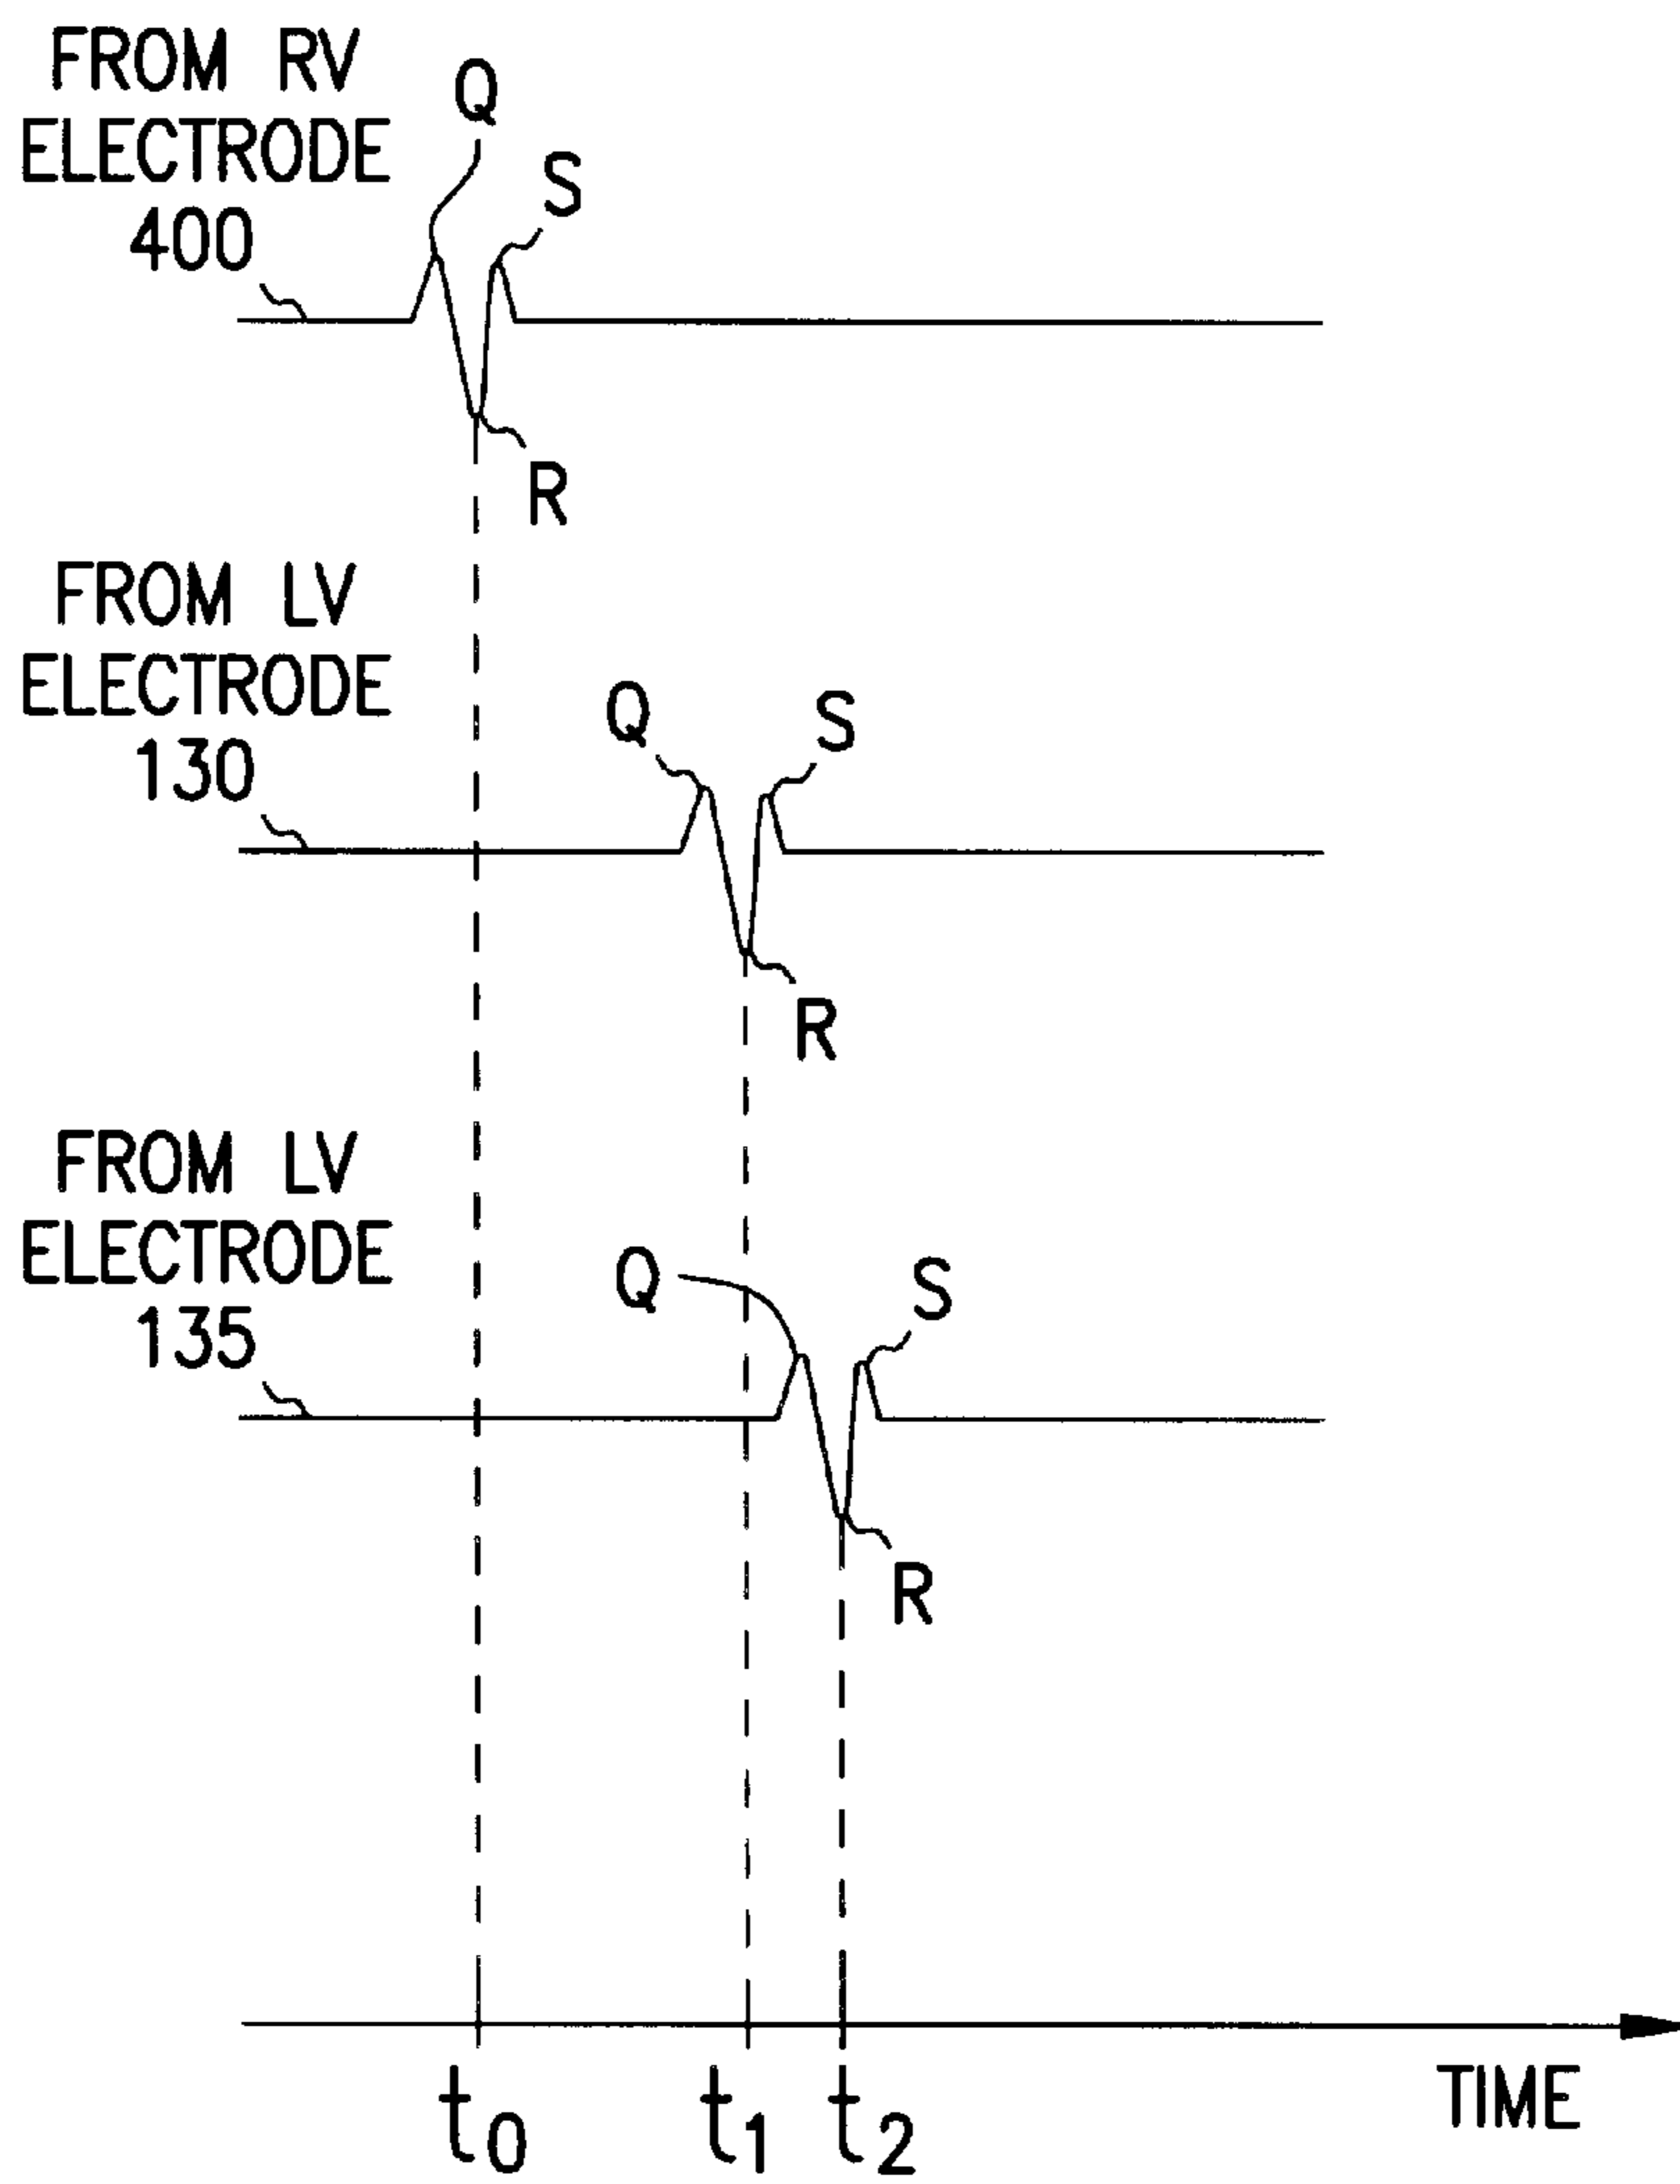 FROM RV
ELECTRODE
400
Q
S
R
FROM LV
ELECTRODE
130
Q
S
R
FROM LV
ELECTRODE
135
Q
S
R
t0
t1
t2
TIME